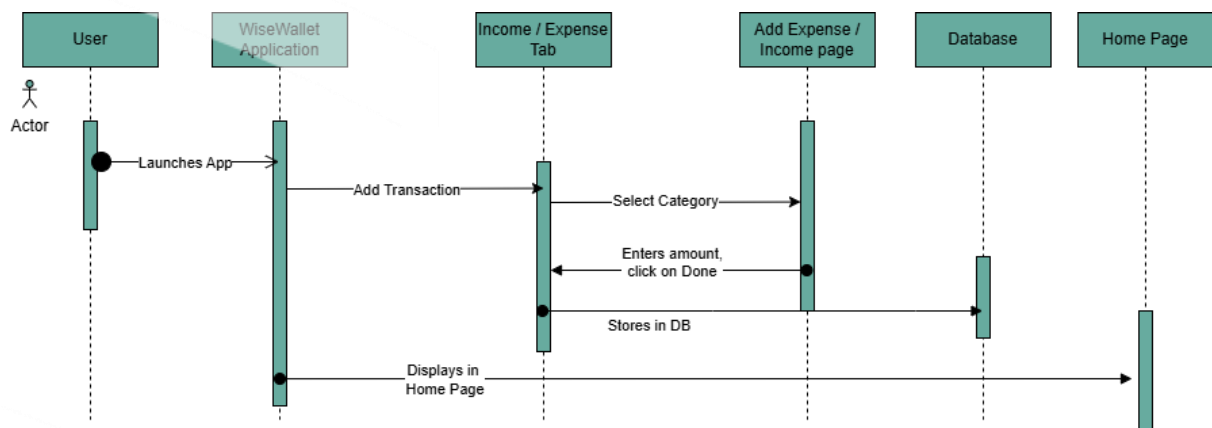 User
WiseWallet
Application
Income / Expense
Tab
Add Expense /
Income page
Database
Home Page
Actor
Launches App
Add Transaction
Select Category
Enters amount,
click on Done
Stores in DB
Displays in
Home Page